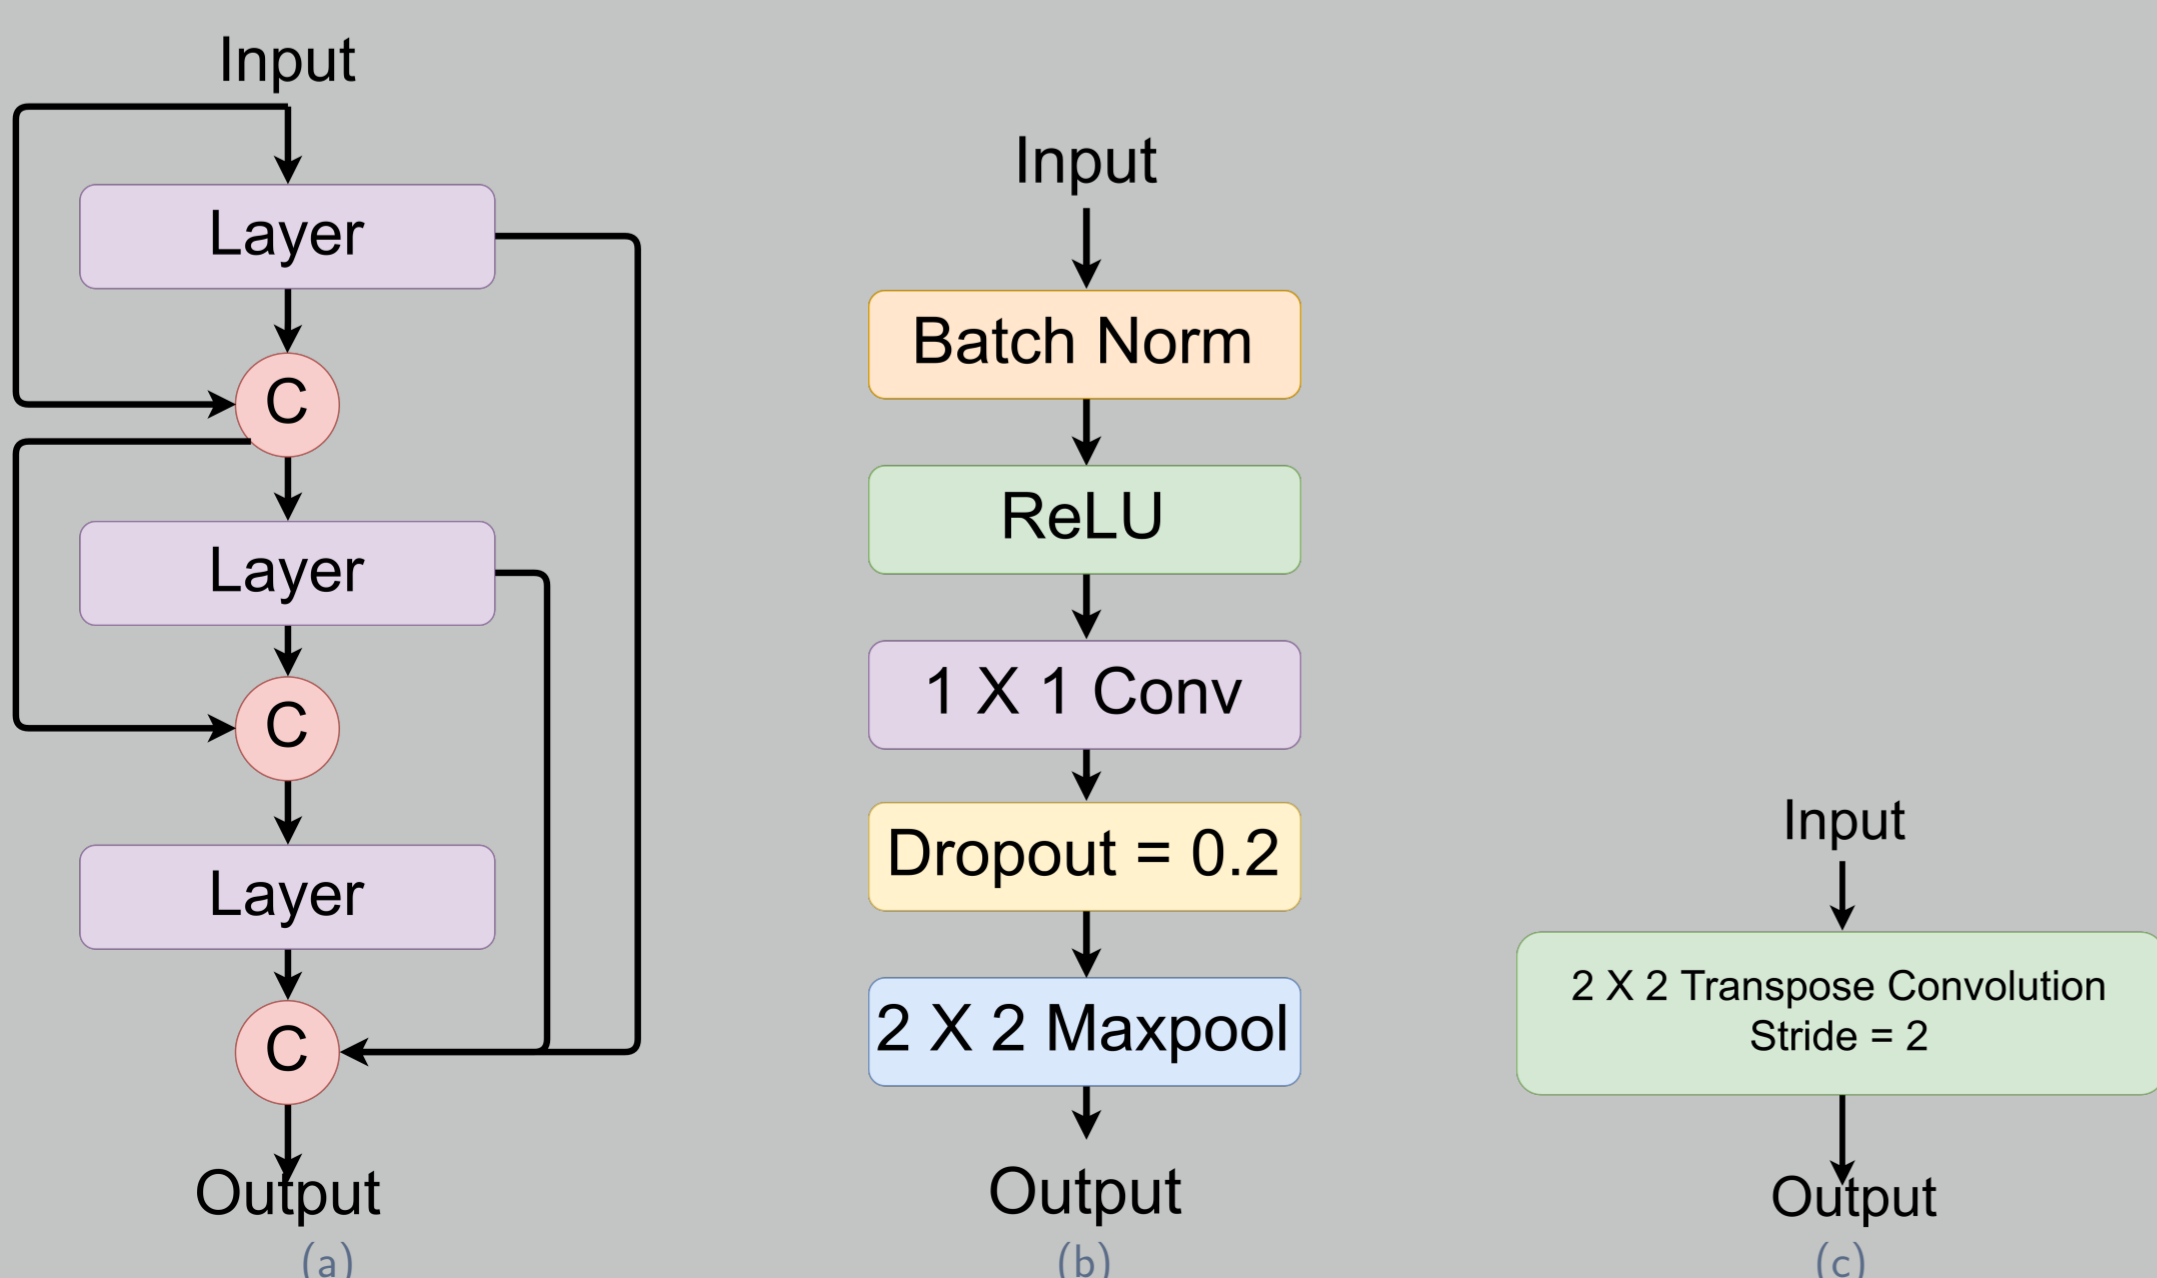 Input
Layer
C
Layer
C
Layer
C
Output
(a)
Input
Batch Norm
ReLU
1 X 1 Conv
Dropout = 0.2
2 X 2 Maxpool
Output
(b)
Input
2 X 2 Transpose Convolution
Stride = 2
Output
(c)